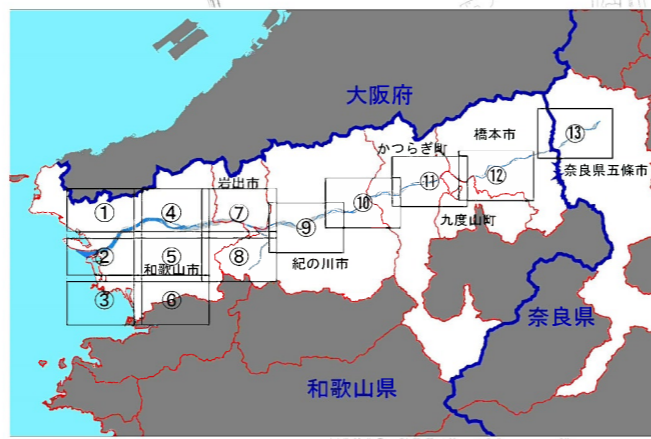 大阪府
橋本市
かつらぎ町
⑬
岩出市
⑪
⑫
奈良県五條市
①
④
⑦
⑩
九度山町
⑨
②
⑤
⑧
和歌山市
紀の川市
③
⑥
奈良県
和歌山県